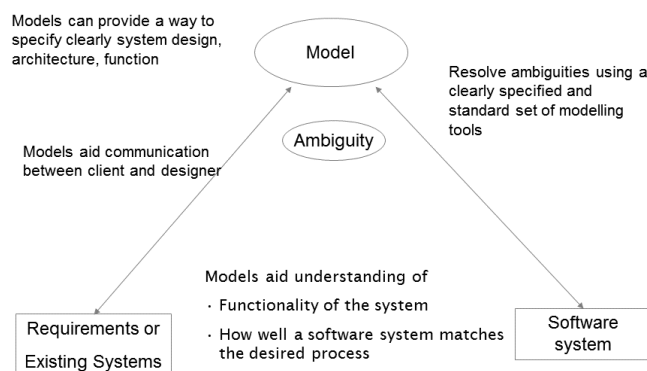 Models can provide a way to
specify clearly system design,
architecture, function
Model
Resolve ambiguities using a
clearly specified and
standard set of modelling
tools
Ambiguity
Models aid communication
between client and designer
Models aid understanding of
· Functionality of the system
· How well a software system matches
the desired process
Requirements or
Existing Systems
Software
system